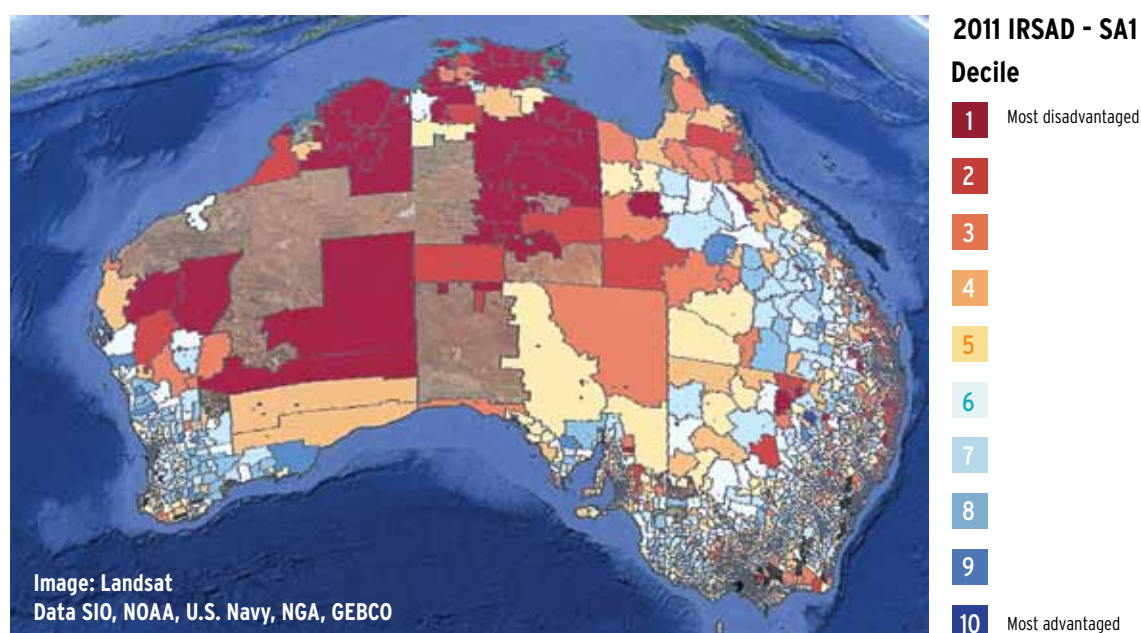 2011 IRSAD - SA1
Decile
1 Most disadvantaged
2
3
4
5
6
7
8
9
10 Most advantaged
Image: Landsat
Data SIO, NOAA, U.S. Navy, NGA, GEBCO